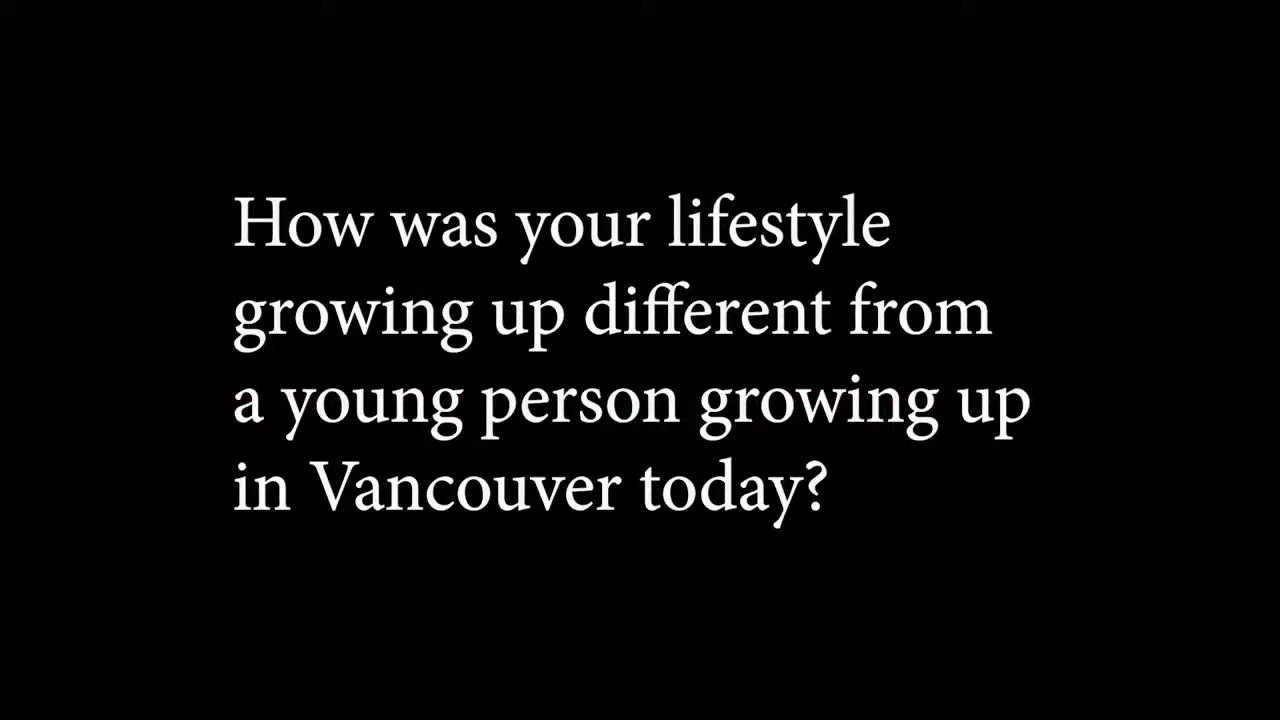 How was your lifestyle
growing up different from
a young person growing up
in Vancouver today?